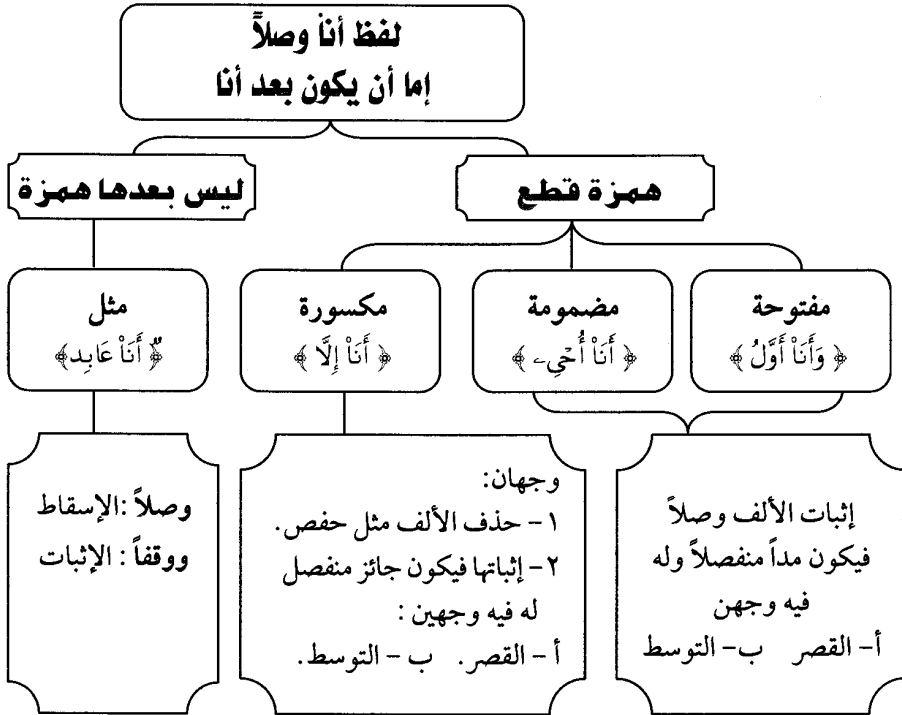 لفظ أنا وصلاً
إما أن يكون بعد أنا
همزة قطع
ليس بعدها همزة
مفتوحة
﴿ وَأَنَا۠ أَوَّلُ ﴾
مضمومة
﴿ أَنَا۠ أُحْيِۦ ﴾
مكسورة
﴿ أَنَا۠ إِلَّا ﴾
مثل
﴿ أَنَا۠ عَابِدٌ ﴾
إثبات الألف وصلاً
فيكون مداً منفصلاً وله
فيه وجهن
أ- القصر ب- التوسط
وجهان:
١- حذف الألف مثل حفص.
٢- إثباتها فيكون جائز منفصل
له فيه وجهين :
أ - القصر. ب - التوسط.
وصلاً :الإسقاط
ووقفاً : الإثبات